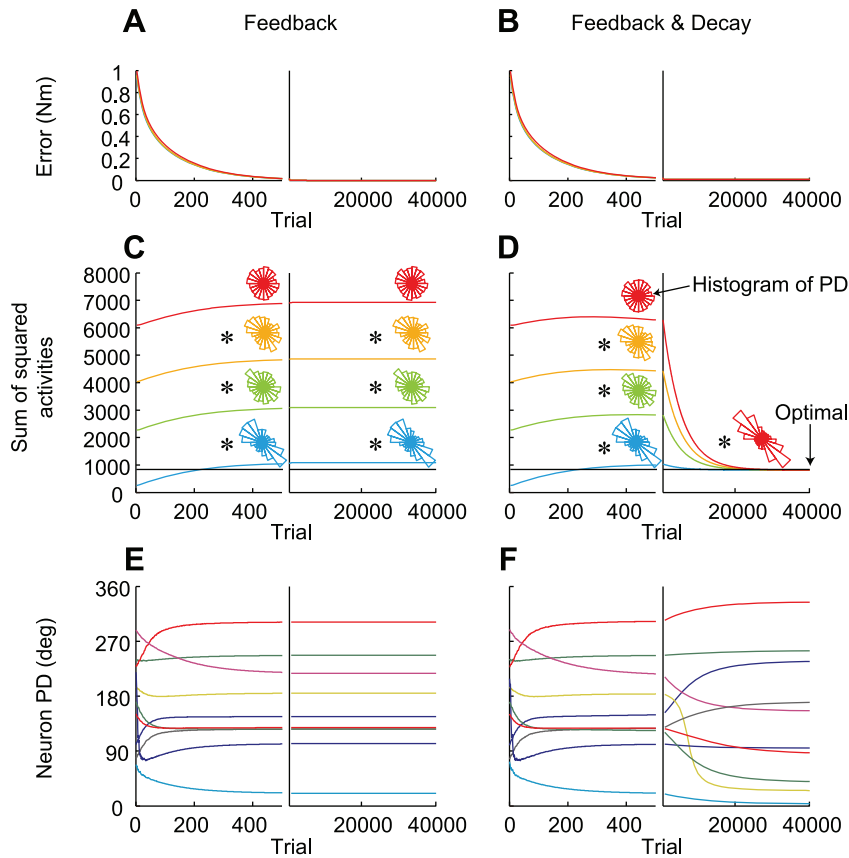 A Feedback
B Feedback & Decay
Error (Nm)
1
0.8
0.6
0.4
0.2
0
0 200 400 20000 40000
Trial
0 200 400 20000 40000
Trial
C
D
Sum of squared
activities
8000
7000
6000
5000
4000
3000
2000
1000
0
*
*
*
*
*
*
0 200 400 20000 40000
Trial
Histogram of PD
Optimal
*
*
*
*
0 200 400 20000 40000
Trial
E
F
Neuron PD (deg)
360
270
180
90
0
0 200 400 20000 40000
Trial
0 200 400 20000 40000
Trial